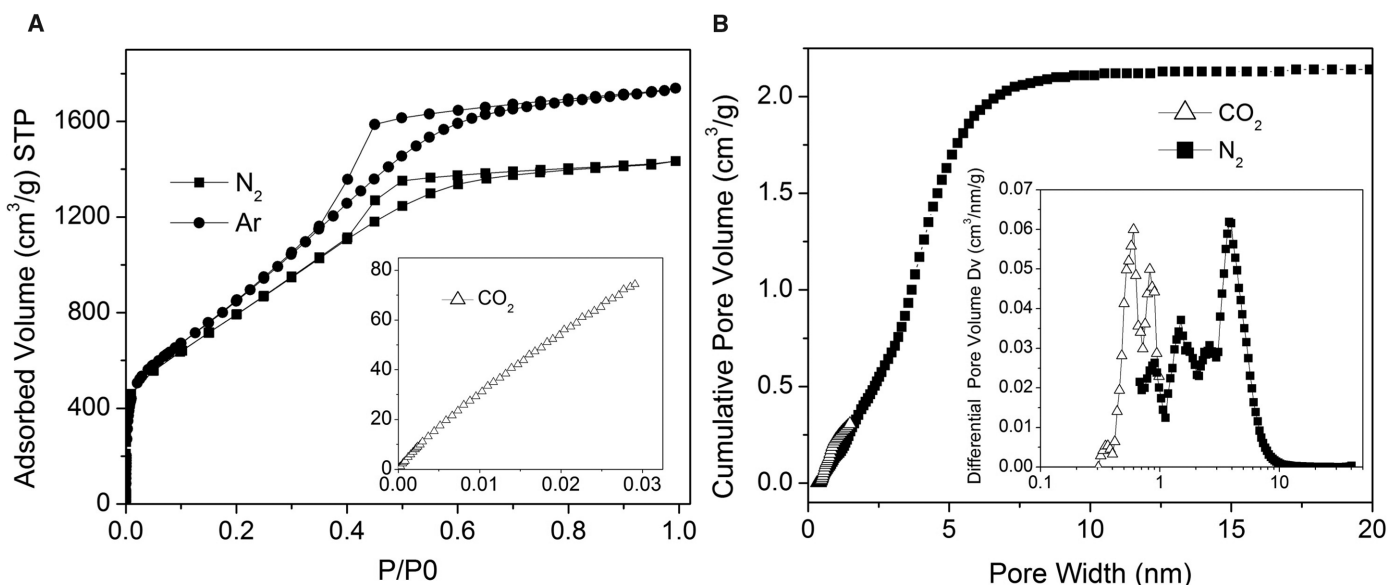 A
Adsorbed Volume (cm³/g) STP
1600
1200
800
400
0
N₂
Ar
80
60
40
20
0
CO₂
0.00 0.01 0.02 0.03
0.0 0.2 0.4 0.6 0.8 1.0
P/P0
B
Cumulative Pore Volume (cm³/g)
2.0
1.5
1.0
0.5
0.0
CO₂
N₂
Differential Pore Volume Dv (cm³/nm/g)
0.07
0.06
0.05
0.04
0.03
0.02
0.01
0.00
0.1 1 10
0 5 10 15 20
Pore Width (nm)